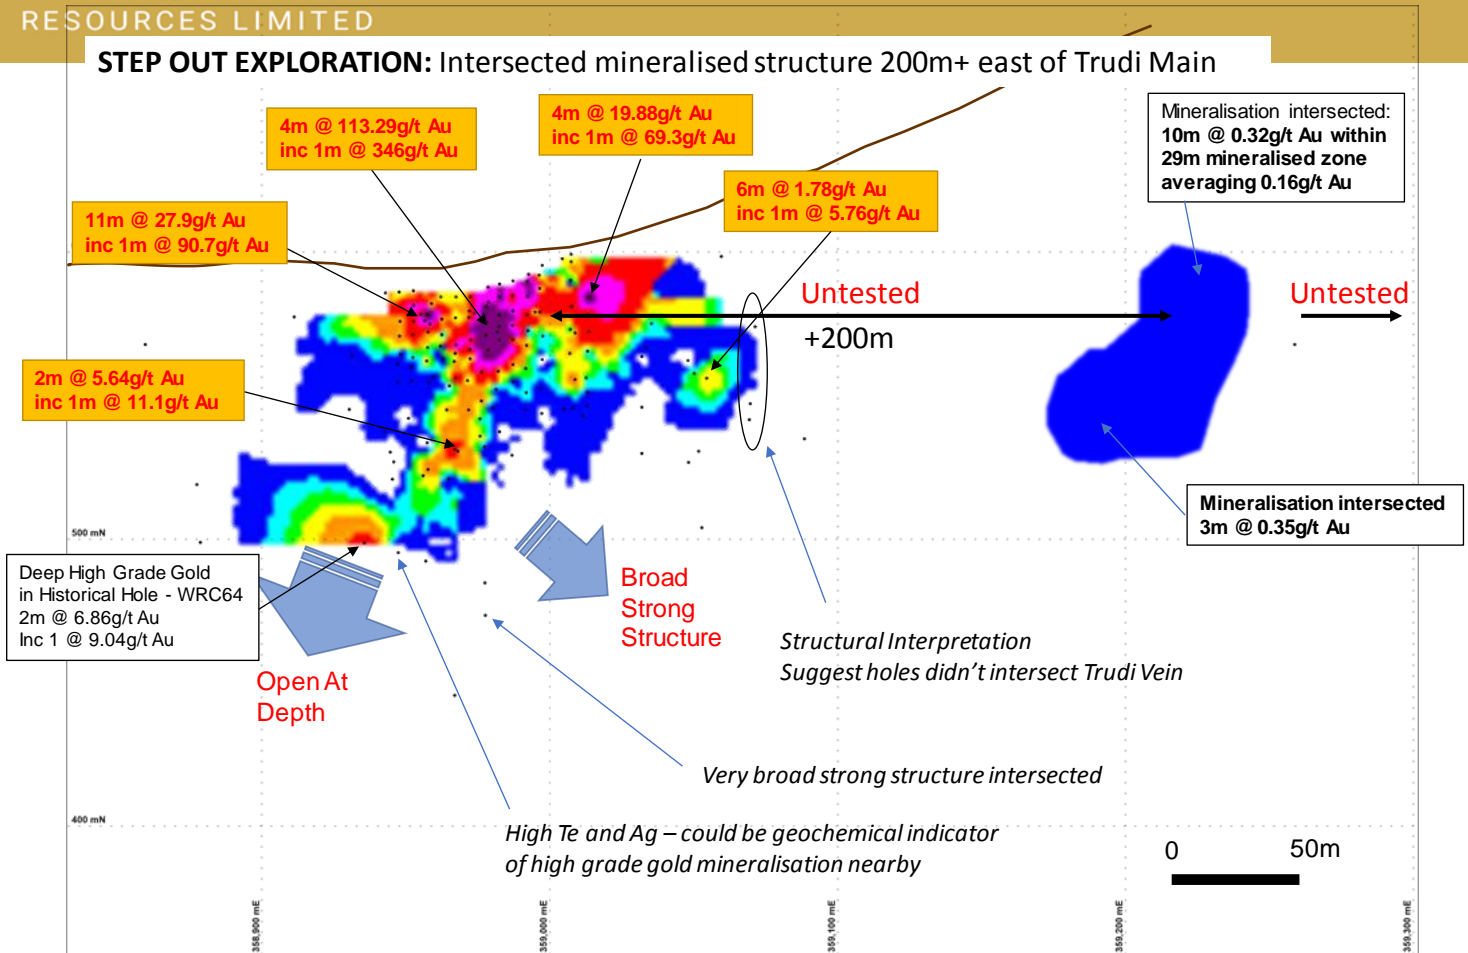 RESOURCES LIMITED
STEP OUT EXPLORATION: Intersected mineralised structure 200m+ east of Trudi Main
4m @ 113.29g/t Au
inc 1m @ 346g/t Au
4m @ 19.88g/t Au
inc 1m @ 69.3g/t Au
Mineralisation intersected:
10m @ 0.32g/t Au within
29m mineralised zone
averaging 0.16g/t Au
6m @ 1.78g/t Au
inc 1m @ 5.76g/t Au
11m @ 27.9g/t Au
inc 1m @ 90.7g/t Au
Untested
+200m
Untested
2m @ 5.64g/t Au
inc 1m @ 11.1g/t Au
Mineralisation intersected
3m @ 0.35g/t Au
500 mN
Deep High Grade Gold
in Historical Hole - WRC64
2m @ 6.86g/t Au
Inc 1 @ 9.04g/t Au
Broad
Strong
Structure
Structural Interpretation
Suggest holes didn't intersect Trudi Vein
Open At
Depth
Very broad strong structure intersected
400 mN
High Te and Ag – could be geochemical indicator
of high grade gold mineralisation nearby
0 50m
358,900 mE
359,000 mE
359,100 mE
359,200 mE
359,300 mE